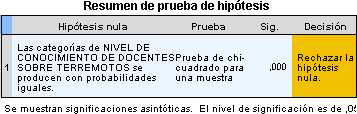 Resumen de prueba de hipótesis
Hipótesis nula Prueba Sig. Decisión
1 Las categorías de NIVEL DE CONOCIMIENTO DE DOCENTES SOBRE TERREMOTOS se producen con probabilidades iguales. Prueba de chi-cuadrado para una muestra ,000 Rechazar la hipótesis nula.
Se muestran significaciones asintóticas. El nivel de significación es de ,05